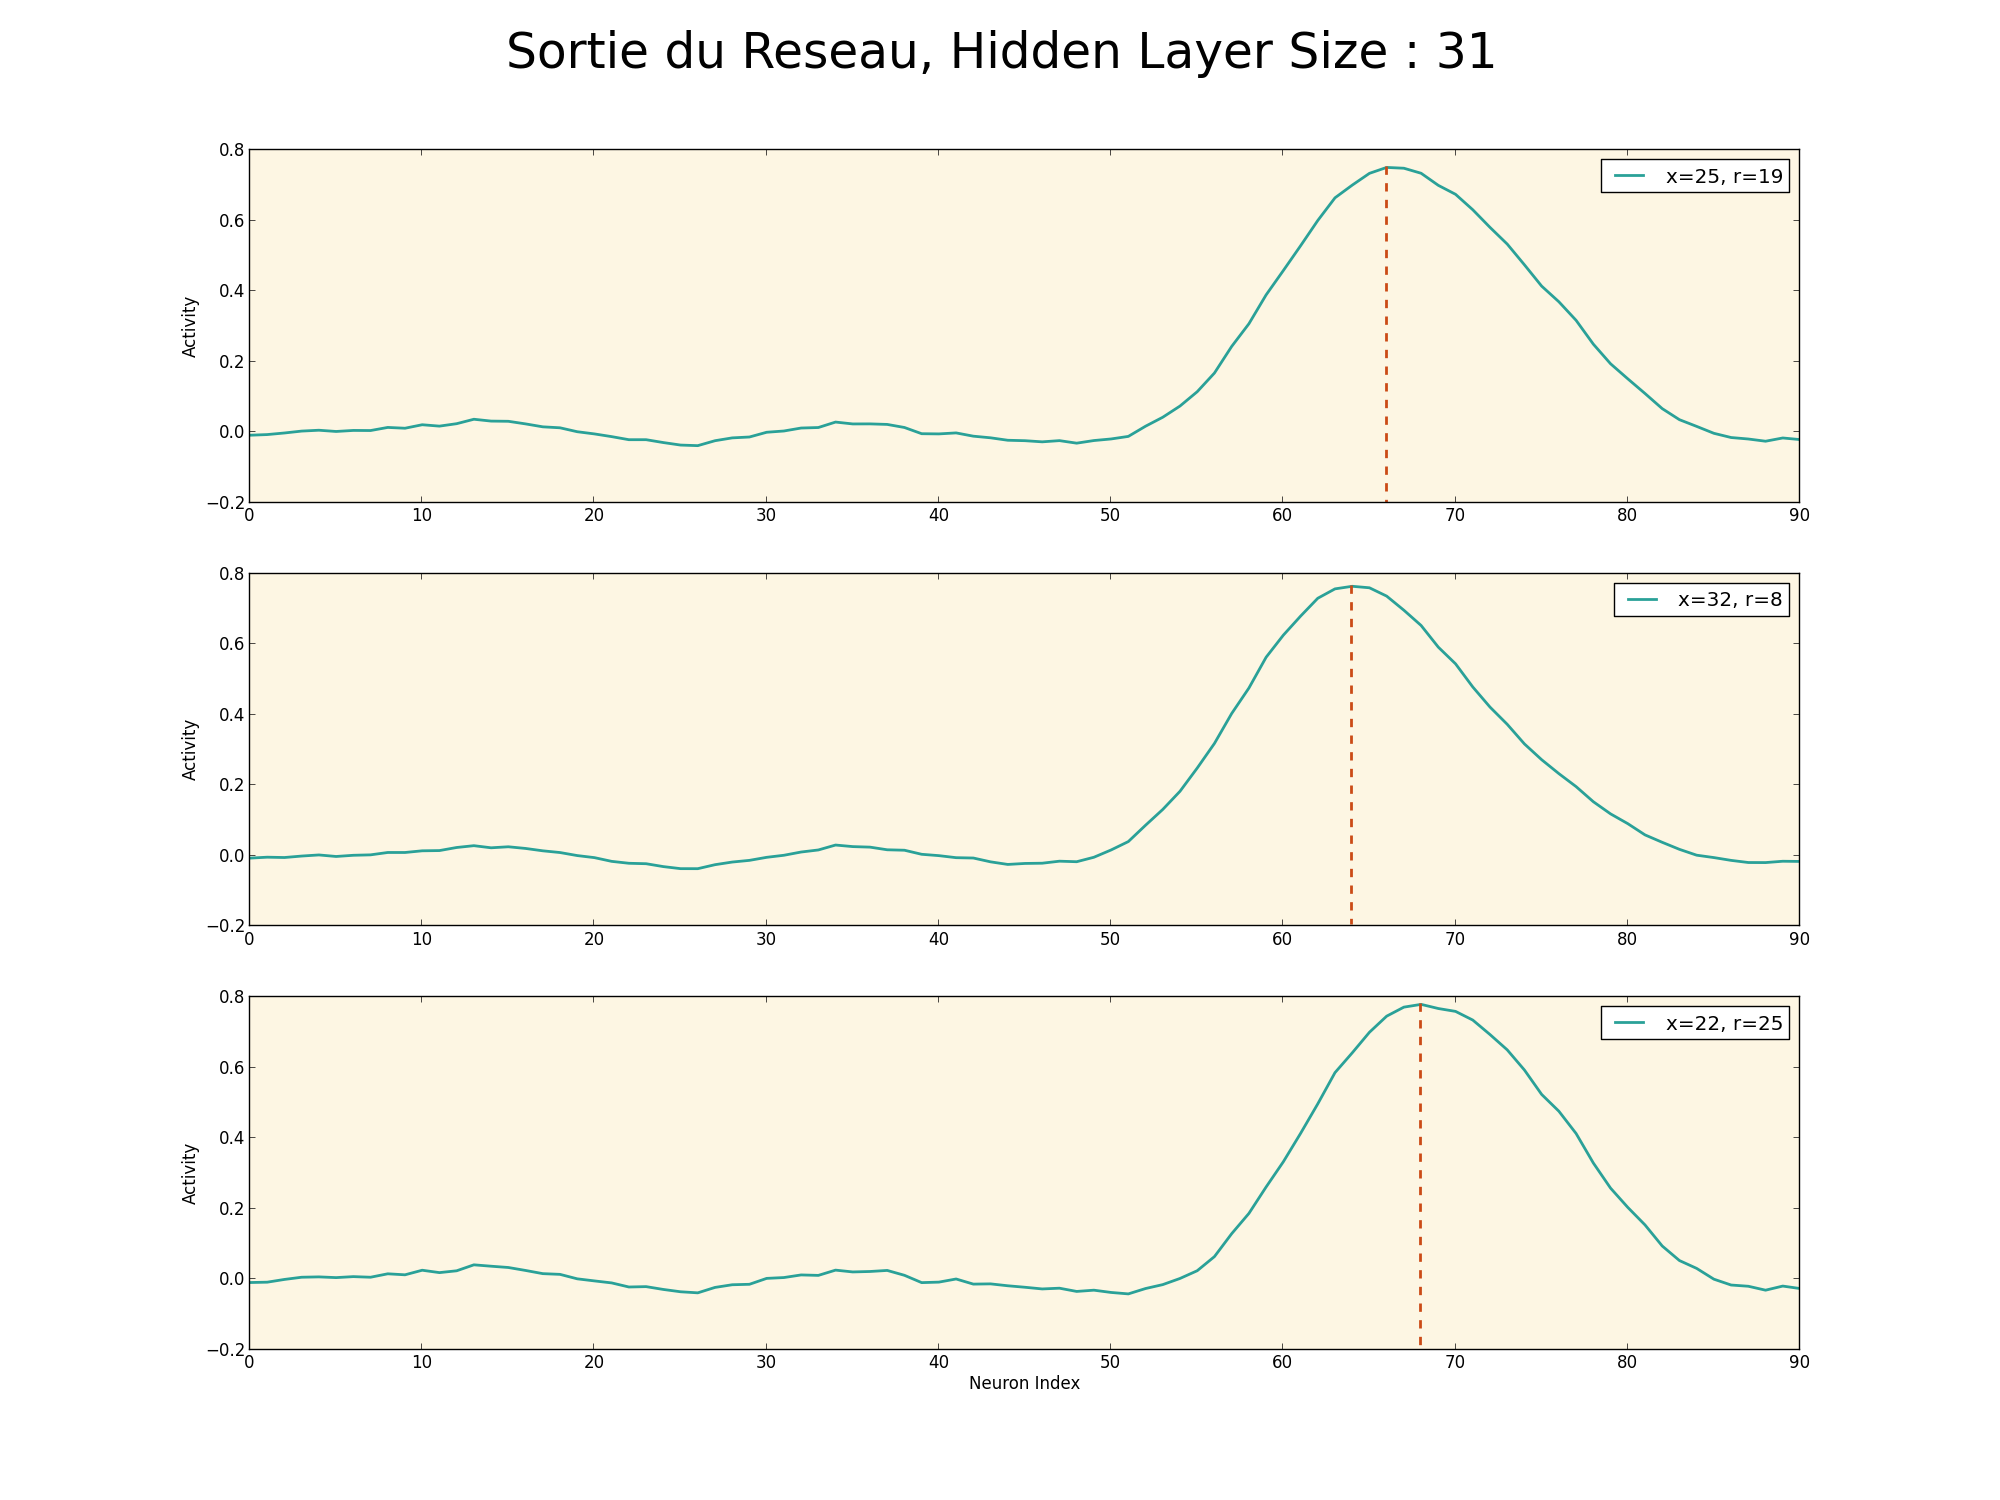 Sortie du Reseau, Hidden Layer Size : 31
0.8
0.6
0.4
0.2
0.0
−0.2
Activity
x=25, r=19
0 10 20 30 40 50 60 70 80 90
0.8
0.6
0.4
0.2
0.0
−0.2
Activity
x=32, r=8
0 10 20 30 40 50 60 70 80 90
0.8
0.6
0.4
0.2
0.0
−0.2
Activity
x=22, r=25
0 10 20 30 40 50 60 70 80 90
Neuron Index